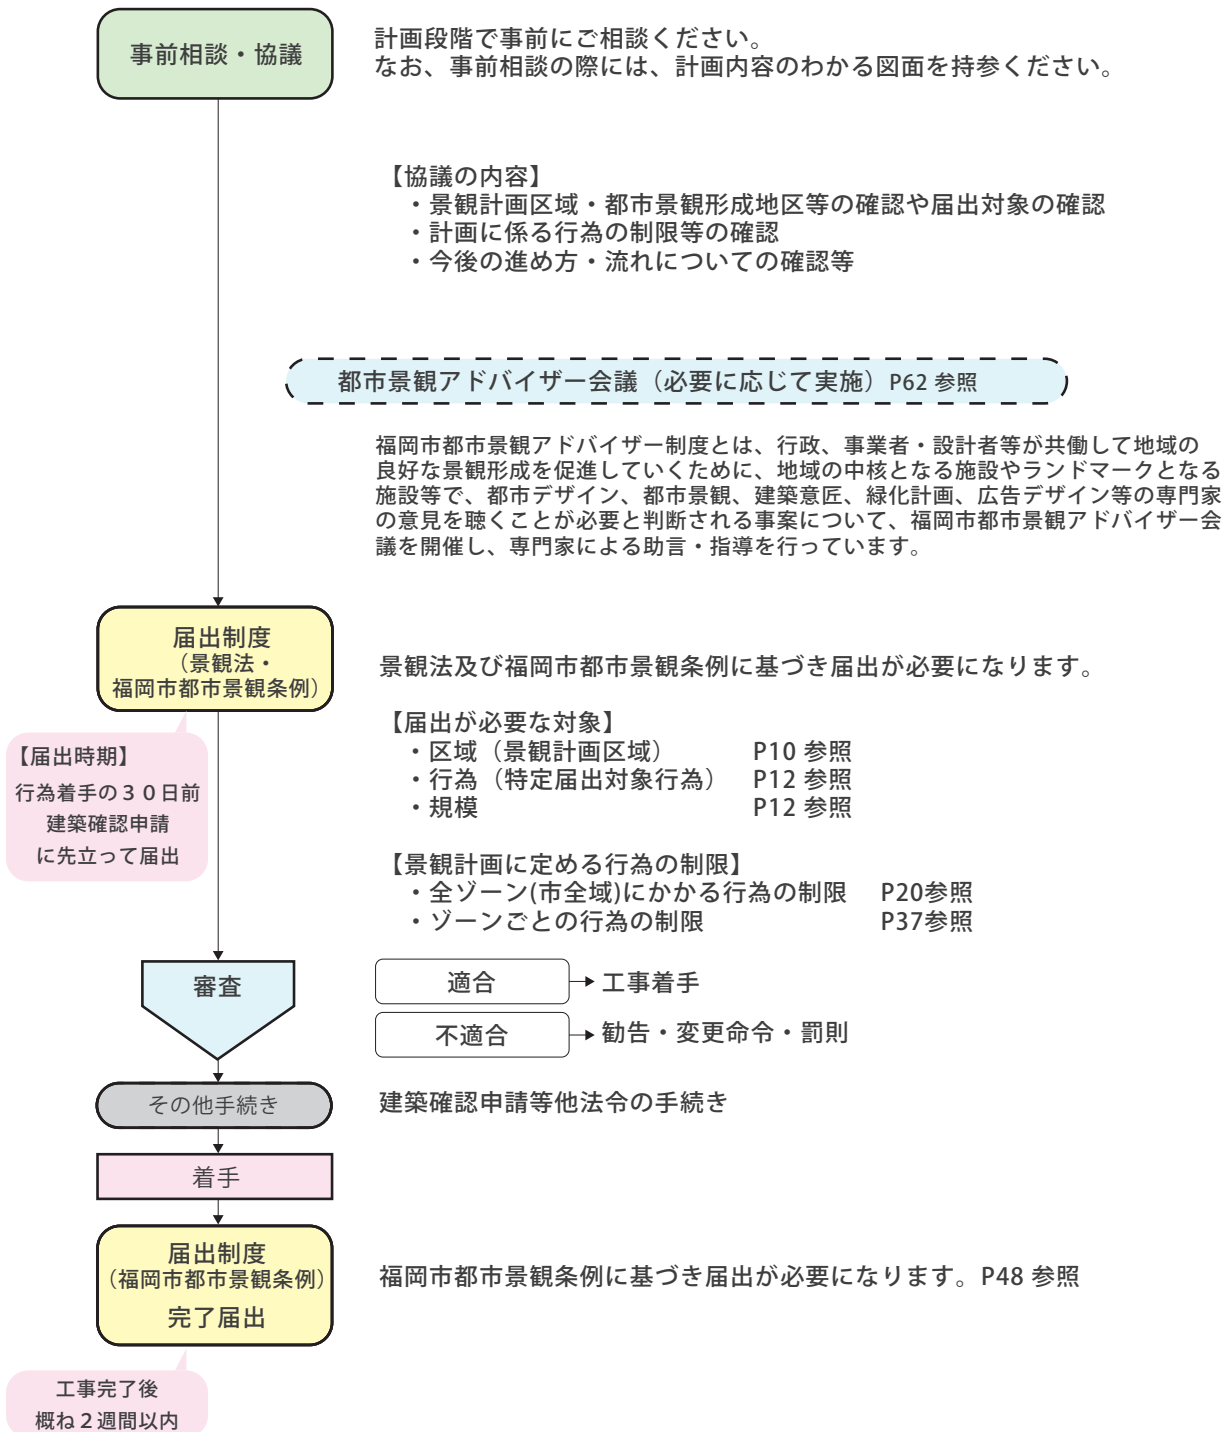 事前相談・協議
計画段階で事前にご相談ください。
なお、事前相談の際には、計画内容のわかる図面を持参ください。
【協議の内容】
・景観計画区域・都市景観形成地区等の確認や届出対象の確認
・計画に係る行為の制限等の確認
・今後の進め方・流れについての確認等
都市景観アドバイザー会議（必要に応じて実施）P62 参照
福岡市都市景観アドバイザー制度とは、行政、事業者・設計者等が共働して地域の
良好な景観形成を促進していくために、地域の中核となる施設やランドマークとなる
施設等で、都市デザイン、都市景観、建築意匠、緑化計画、広告デザイン等の専門家
の意見を聴くことが必要と判断される事案について、福岡市都市景観アドバイザー会
議を開催し、専門家による助言・指導を行っています。
届出制度
（景観法・
福岡市都市景観条例）
景観法及び福岡市都市景観条例に基づき届出が必要になります。
【届出時期】
行為着手の３０日前
建築確認申請
に先立って届出
【届出が必要な対象】
・区域（景観計画区域） P10 参照
・行為（特定届出対象行為） P12 参照
・規模 P12 参照
【景観計画に定める行為の制限】
・全ゾーン(市全域)にかかる行為の制限 P20参照
・ゾーンごとの行為の制限 P37参照
審査
適合 工事着手
不適合 勧告・変更命令・罰則
その他手続き
建築確認申請等他法令の手続き
着手
届出制度
（福岡市都市景観条例）
完了届出
福岡市都市景観条例に基づき届出が必要になります。P48 参照
工事完了後
概ね２週間以内